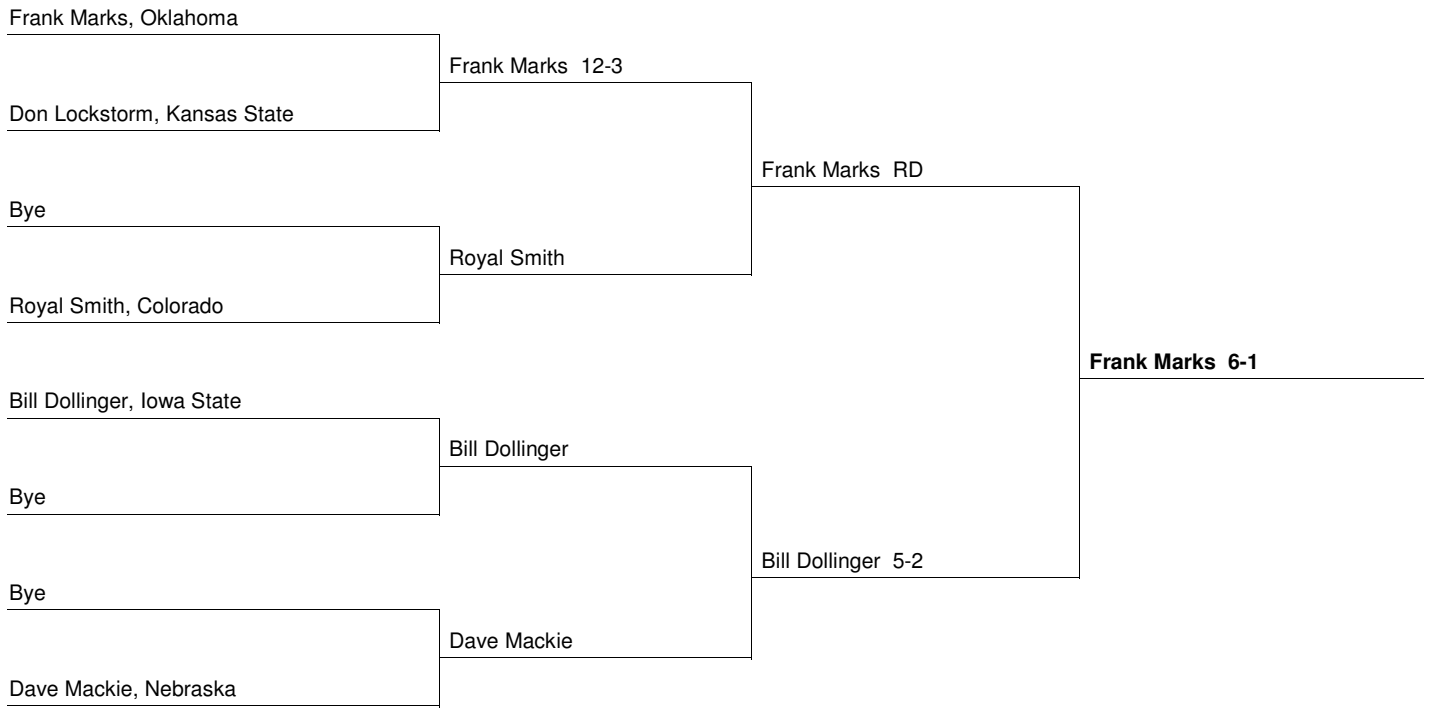 Frank Marks, Oklahoma
Frank Marks  12-3
Don Lockstorm, Kansas State
Frank Marks  RD
Bye
Royal Smith
Royal Smith, Colorado
Frank Marks  6-1
Bill Dollinger, Iowa State
Bill Dollinger
Bye
Bill Dollinger  5-2
Bye
Dave Mackie
Dave Mackie, Nebraska